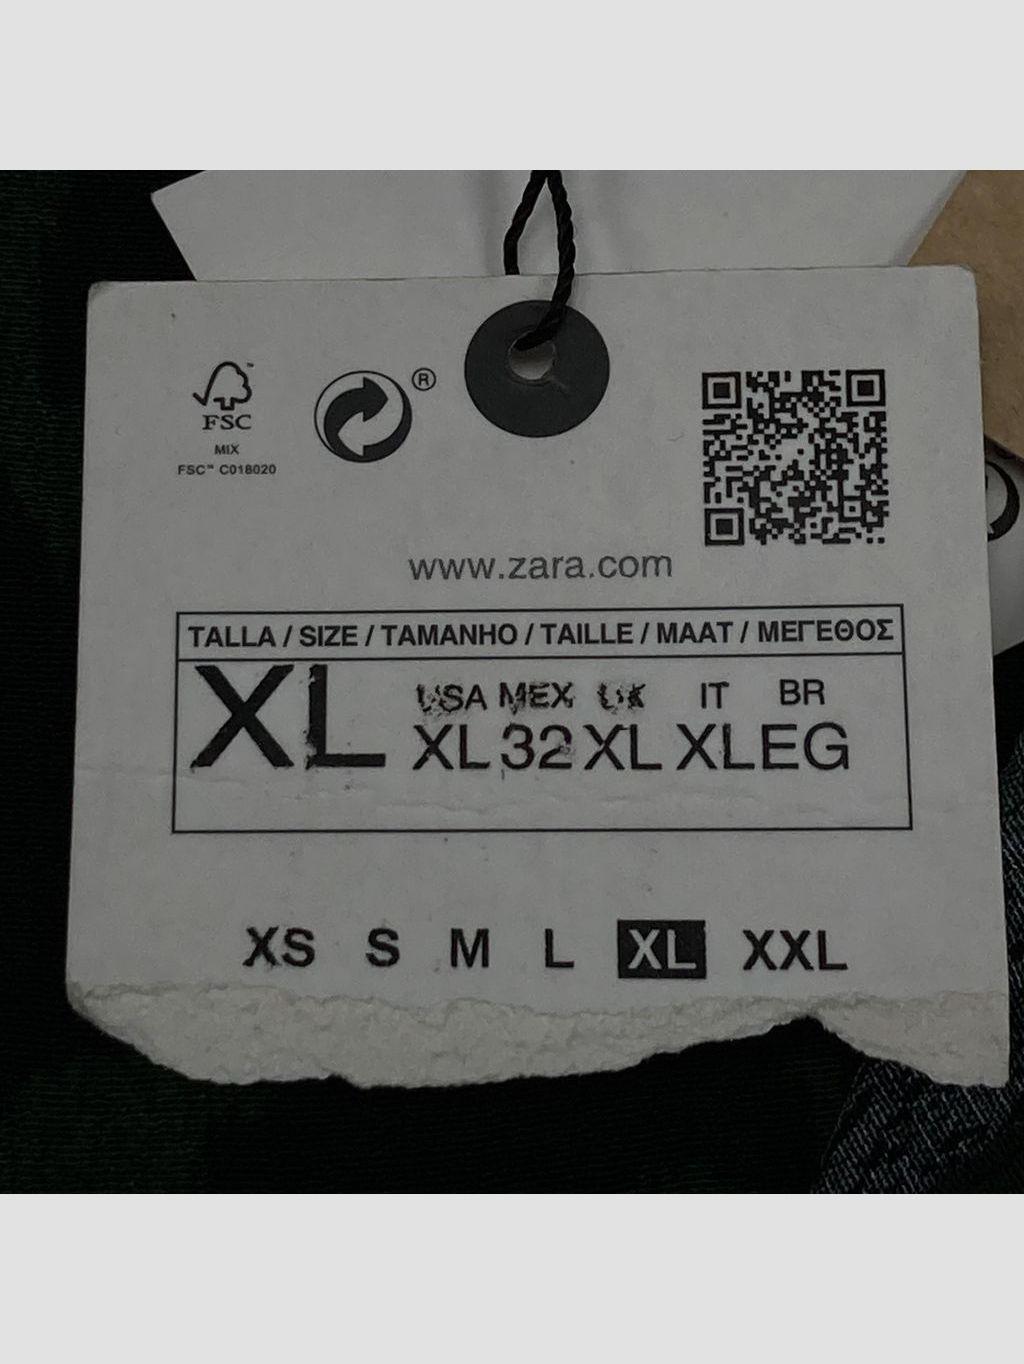 FSC™
MIX
FSC™ C018020
®
www.zara.com
TALLA / SIZE / TAMANHO / TAILLE / MAAT / ΜΕΓΕΘΟΣ
XL
USA MEX UK IT BR
XL 32 XL XL EG
XS S M L XL XXL